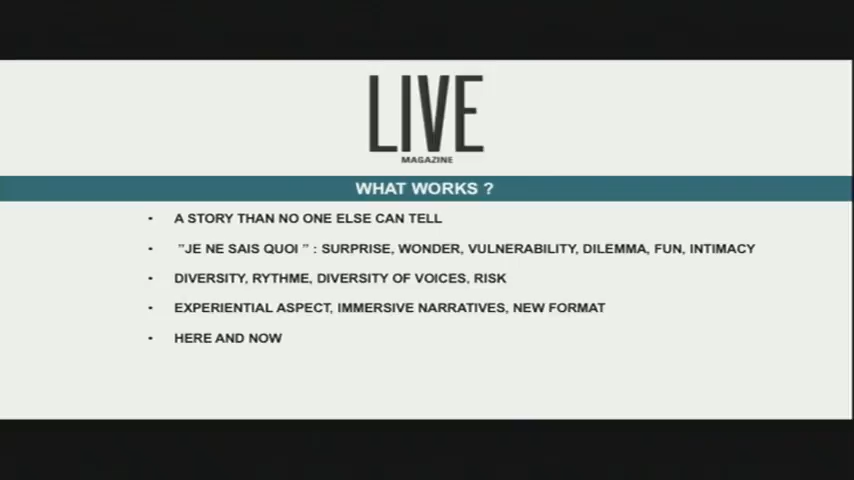 LIVE
MAGAZINE
WHAT WORKS ?
• A STORY THAN NO ONE ELSE CAN TELL
• "JE NE SAIS QUOI " : SURPRISE, WONDER, VULNERABILITY, DILEMMA, FUN, INTIMACY
• DIVERSITY, RYTHME, DIVERSITY OF VOICES, RISK
• EXPERIENTIAL ASPECT, IMMERSIVE NARRATIVES, NEW FORMAT
• HERE AND NOW